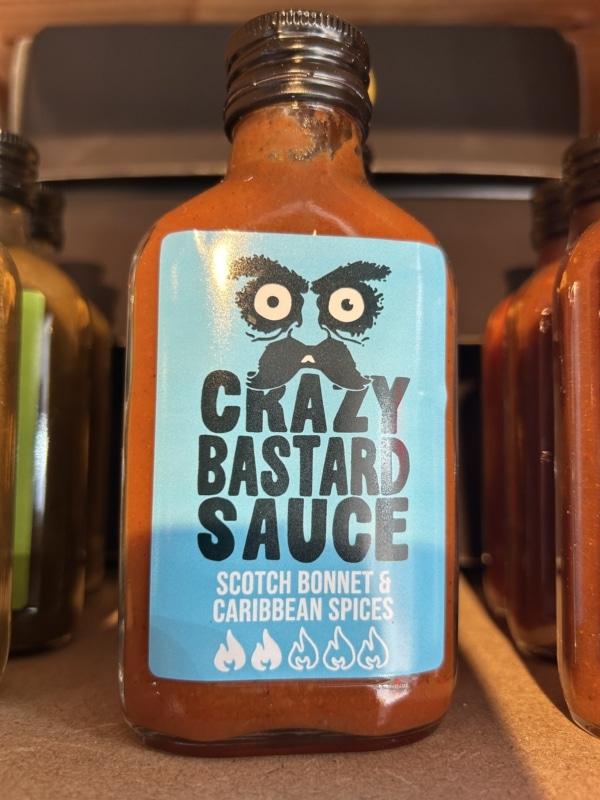 CRAZY
BASTARD
SAUCE
SCOTCH BONNET &
CARIBBEAN SPICES